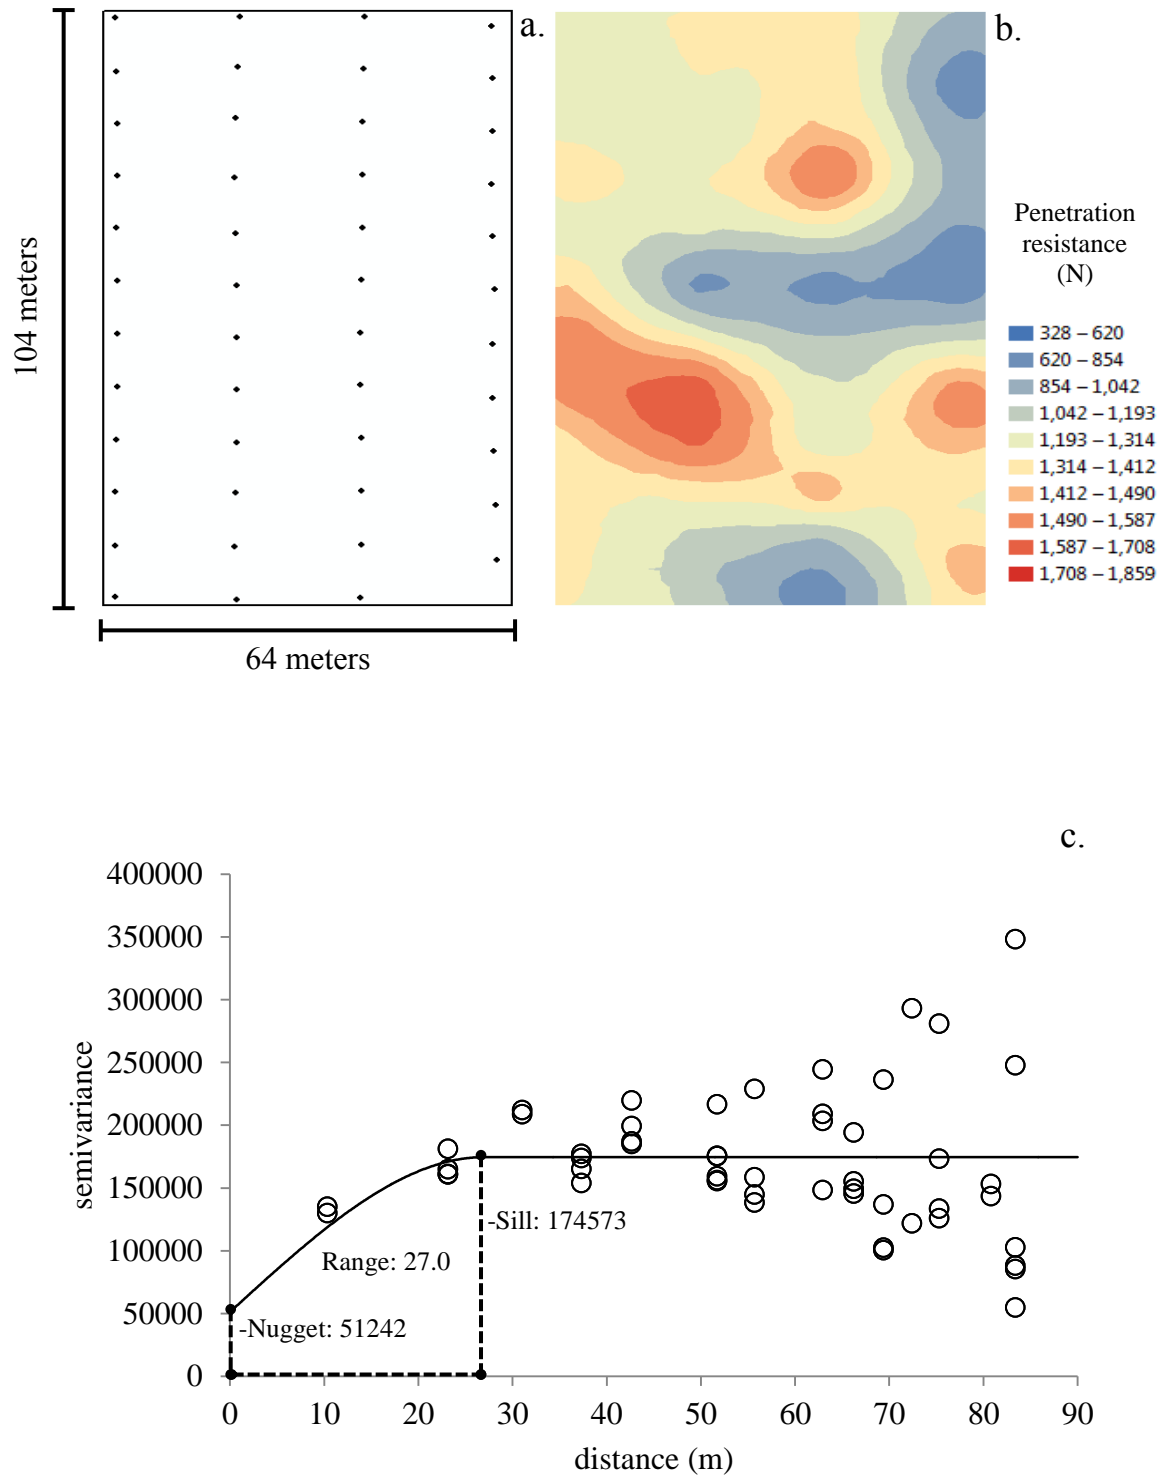 a.
b.
104 meters
64 meters
Penetration
resistance
(N)
328 – 620
620 – 854
854 – 1,042
1,042 – 1,193
1,193 – 1,314
1,314 – 1,412
1,412 – 1,490
1,490 – 1,587
1,587 – 1,708
1,708 – 1,859
c.
semivariance
400000
350000
300000
250000
200000
150000
100000
50000
0
-Sill: 174573
Range: 27.0
-Nugget: 51242
0 10 20 30 40 50 60 70 80 90
distance (m)